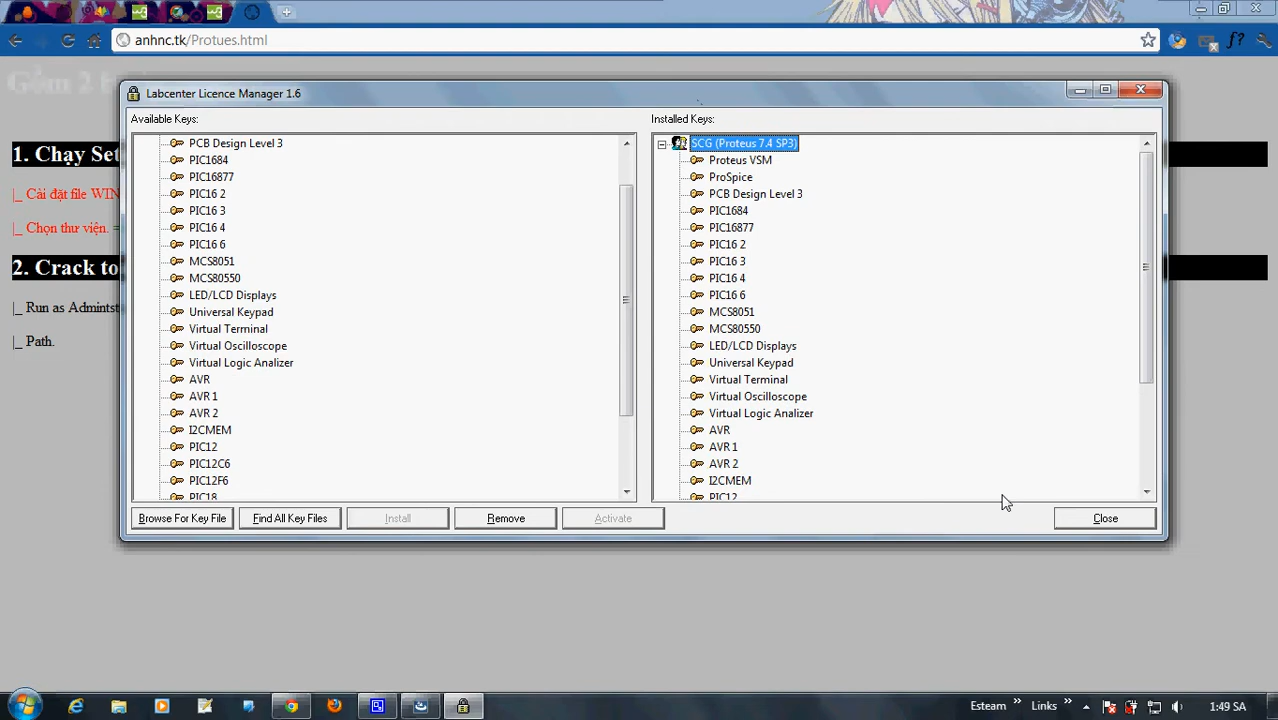 anhnc.tk/Protues.html
Labcenter Licence Manager 1.6
Available Keys:
PCB Design Level 3
PIC1684
PIC16877
PIC16 2
PIC16 3
PIC16 4
PIC16 6
MCS8051
MCS80550
LED/LCD Displays
Universal Keypad
Virtual Terminal
Virtual Oscilloscope
Virtual Logic Analizer
AVR
AVR 1
AVR 2
I2CMEM
PIC12
PIC12C6
PIC12F6
PIC18
Installed Keys:
SCG (Proteus 7.4 SP3)
Proteus VSM
ProSpice
PCB Design Level 3
PIC1684
PIC16877
PIC16 2
PIC16 3
PIC16 4
PIC16 6
MCS8051
MCS80550
LED/LCD Displays
Universal Keypad
Virtual Terminal
Virtual Oscilloscope
Virtual Logic Analizer
AVR
AVR 1
AVR 2
I2CMEM
PIC12
Browse For Key File
Find All Key Files
Install
Remove
Activate
Close
Gồm 2
1. Chạy Set
|_ Cài đặt file WIN
|_ Chọn thư viện. =
2. Crack to
|_ Run as Admintst
|_ Path.
Esteam »
Links »
1:49 SA